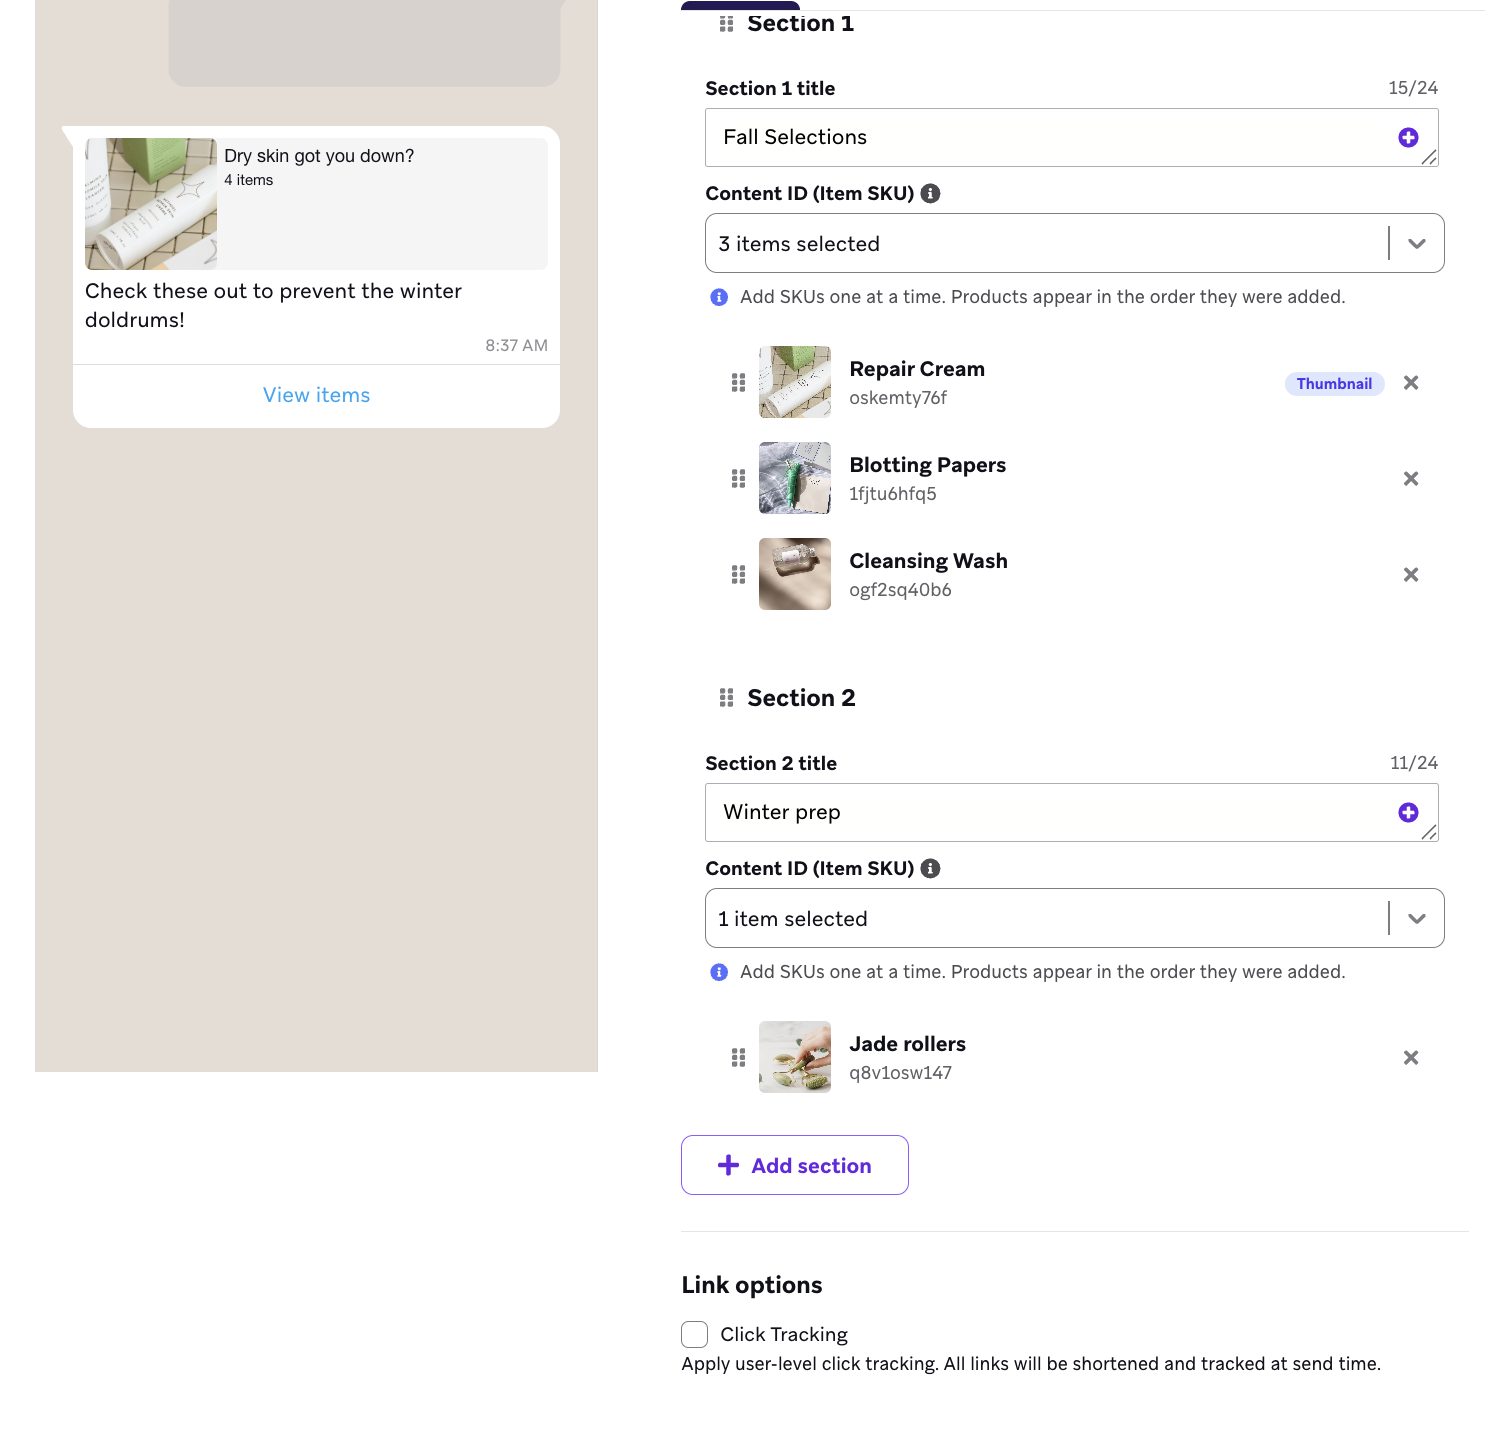 Dry skin got you down?
4 items
Check these out to prevent the winter
doldrums!
8:37 AM
View items
Section 1
Section 1 title
15/24
Fall Selections
Content ID (Item SKU)
3 items selected
Add SKUs one at a time. Products appear in the order they were added.
Repair Cream
oskemty76f
Thumbnail
Blotting Papers
1fjtu6hfq5
Cleansing Wash
ogf2sq40b6
Section 2
Section 2 title
11/24
Winter prep
Content ID (Item SKU)
1 item selected
Add SKUs one at a time. Products appear in the order they were added.
Jade rollers
q8v1osw147
Add section
Link options
Click Tracking
Apply user-level click tracking. All links will be shortened and tracked at send time.